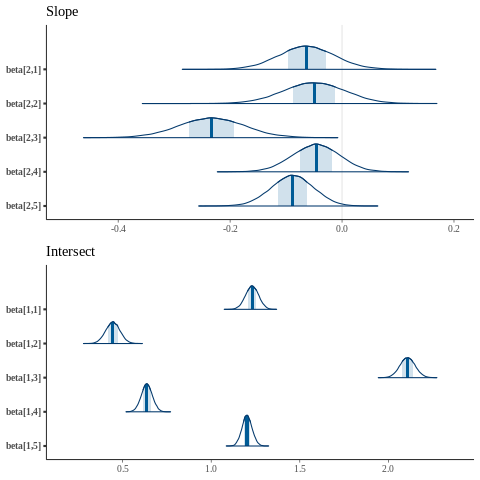 Slope
beta[2,1]
beta[2,2]
beta[2,3]
beta[2,4]
beta[2,5]
-0.4 -0.2 0.0 0.2
Intersect
beta[1,1]
beta[1,2]
beta[1,3]
beta[1,4]
beta[1,5]
0.5 1.0 1.5 2.0